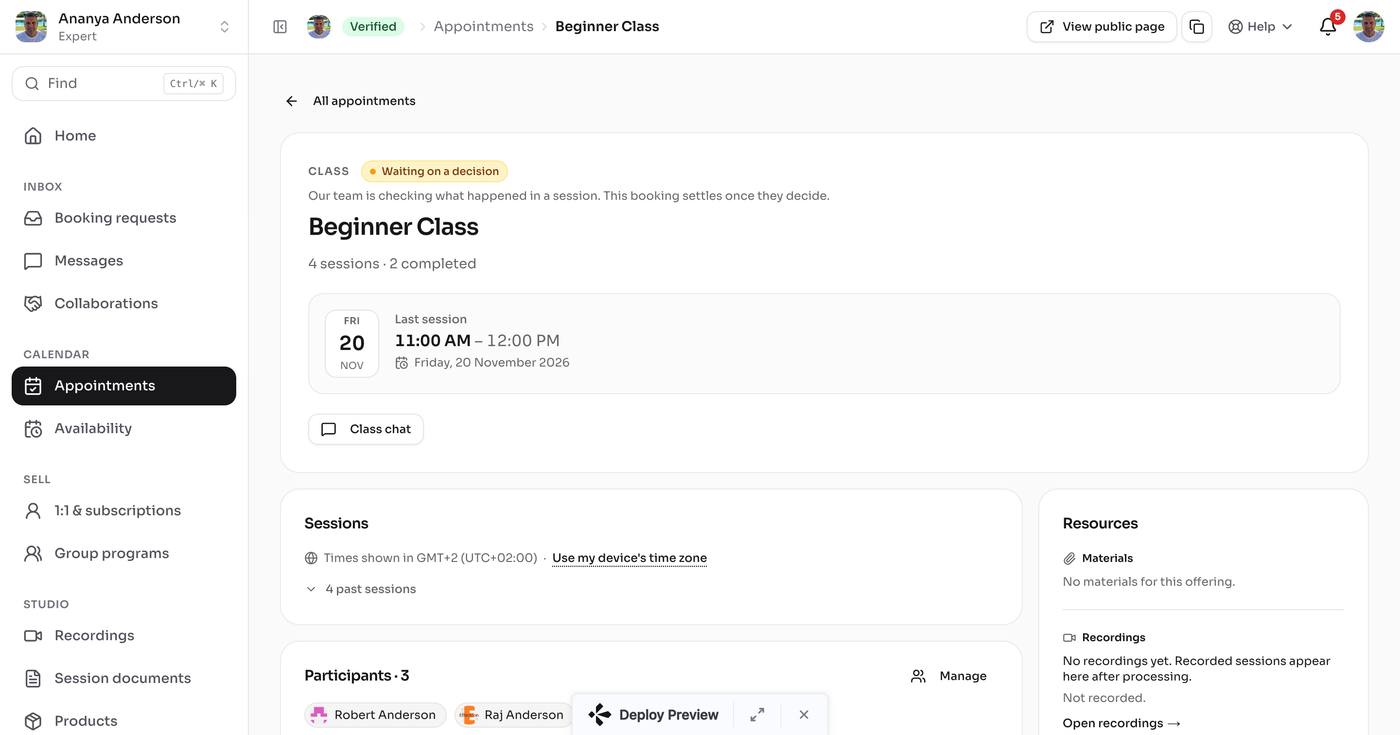 Ananya Anderson
Expert
Verified
Appointments
Beginner Class
View public page
Help
5
Find
Ctrl/⌘ K
Home
INBOX
Booking requests
Messages
Collaborations
CALENDAR
Appointments
Availability
SELL
1:1 & subscriptions
Group programs
STUDIO
Recordings
Session documents
Products
All appointments
CLASS
Waiting on a decision
Our team is checking what happened in a session. This booking settles once they decide.
Beginner Class
4 sessions · 2 completed
FRI
20
NOV
Last session
11:00 AM – 12:00 PM
Friday, 20 November 2026
Class chat
Sessions
Times shown in GMT+2 (UTC+02:00) · Use my device's time zone
4 past sessions
Participants · 3
Manage
Robert Anderson
Raj Anderson
Resources
Materials
No materials for this offering.
Recordings
No recordings yet. Recorded sessions appear
here after processing.
Not recorded.
Open recordings →
Deploy Preview